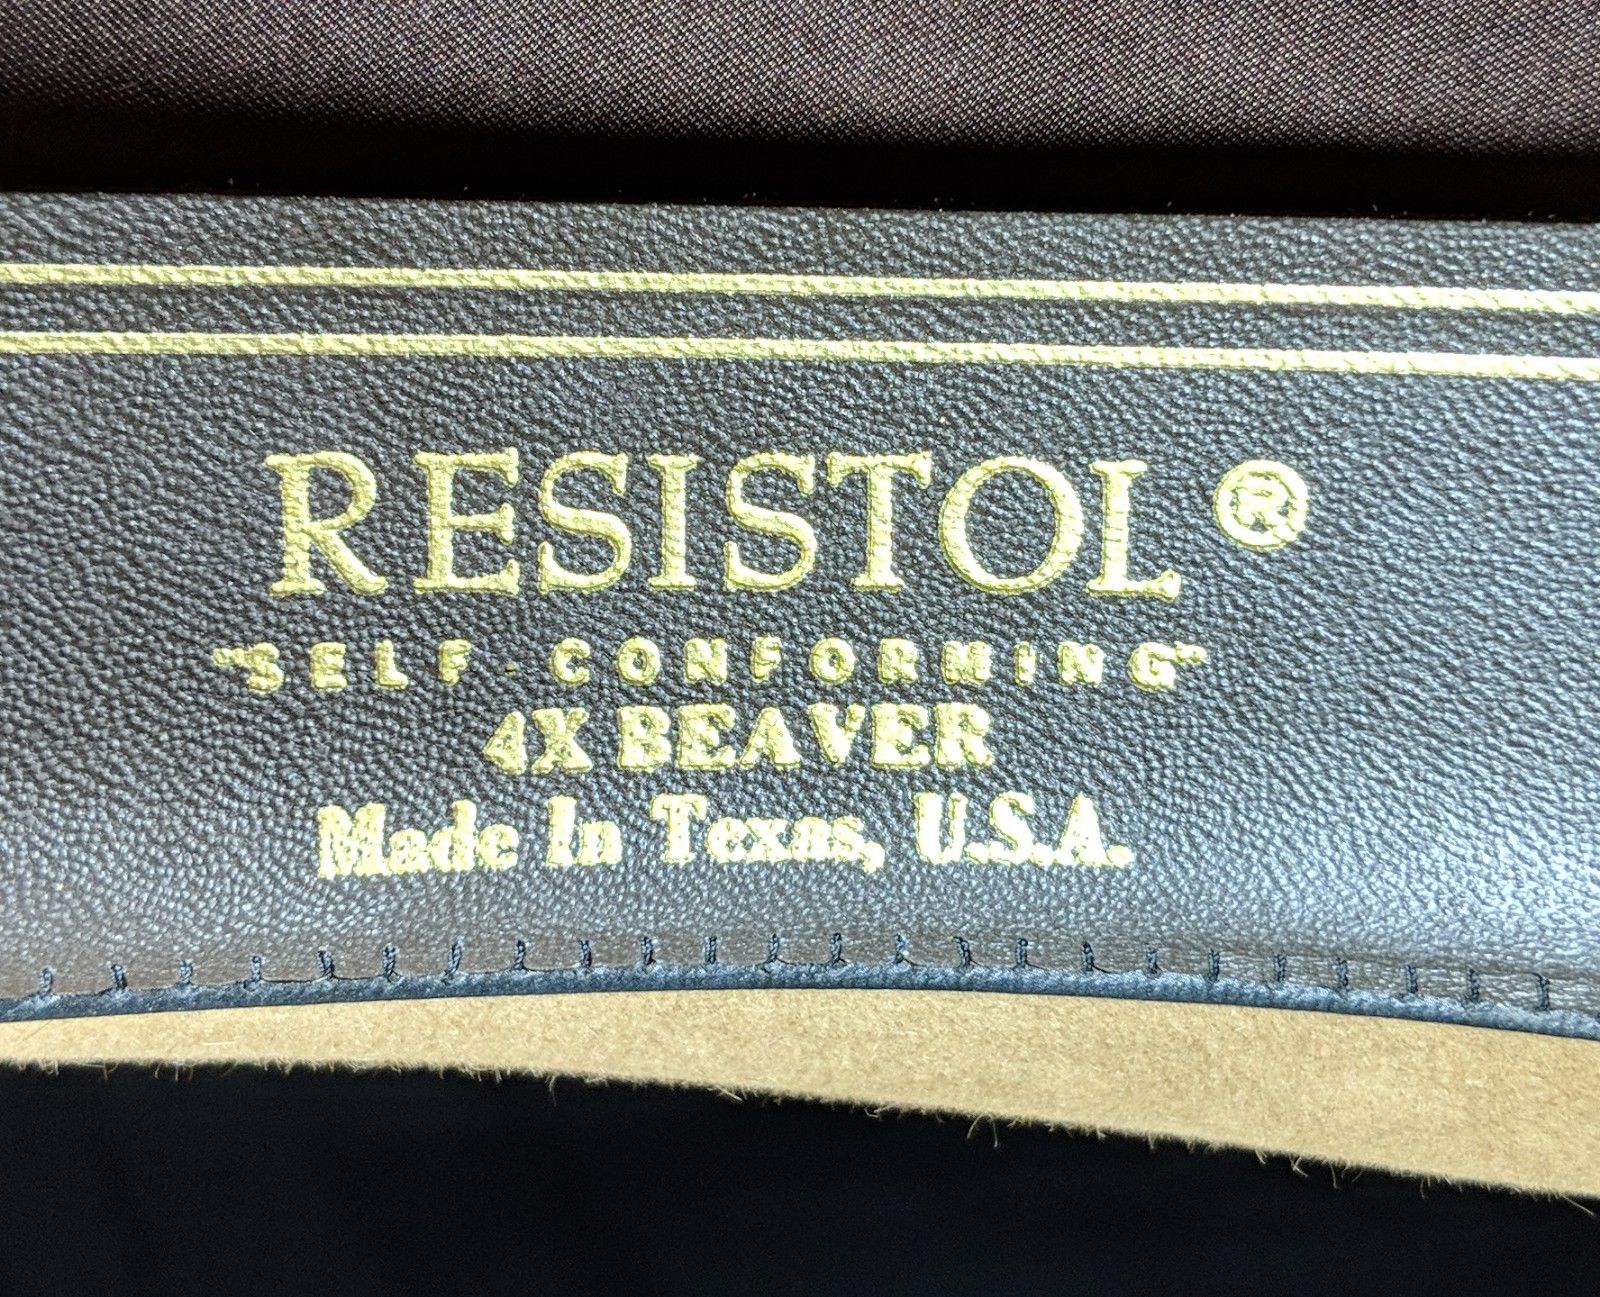 RESISTOL ®
"SELF-CONFORMING"
4X BEAVER
Made In Texas, U.S.A.